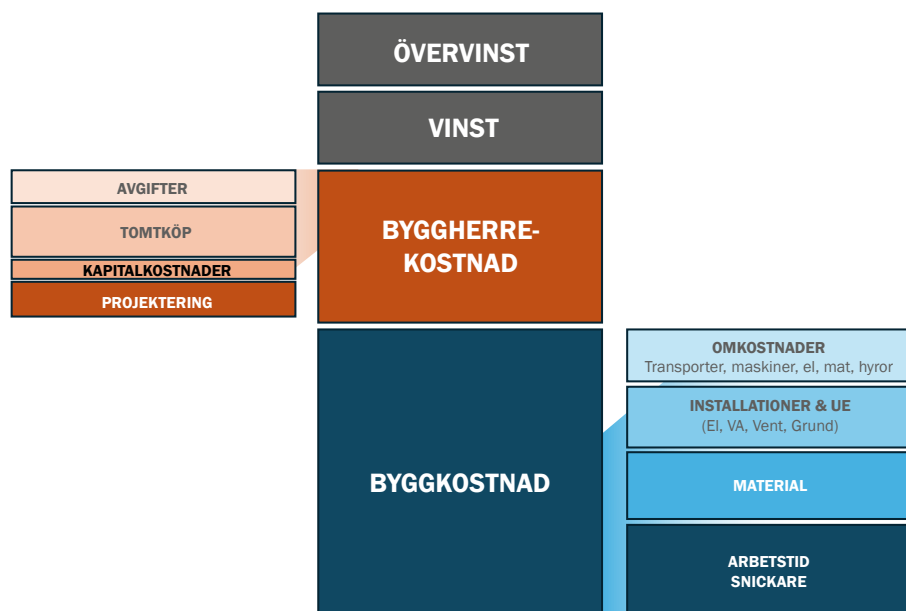 ÖVERVINST
VINST
AVGIFTER
TOMTKÖP
KAPITALKOSTNADER
PROJEKTERING
BYGGHERRE-
KOSTNAD
BYGGKOSTNAD
OMKOSTNADER
Transporter, maskiner, el, mat, hyror
INSTALLATIONER & UE
(El, VA, Vent, Grund)
MATERIAL
ARBETSTID
SNICKARE